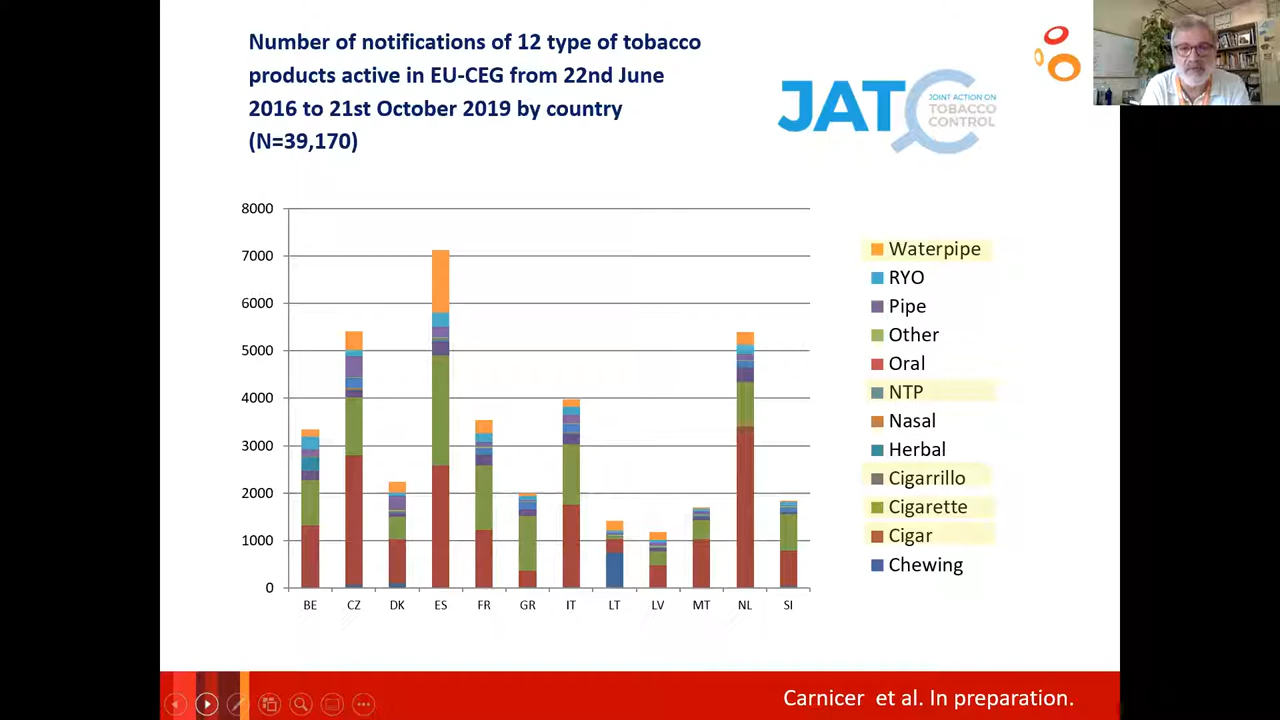 Number of notifications of 12 type of tobacco
products active in EU-CEG from 22nd June
2016 to 21st October 2019 by country
(N=39,170)
JATC
JOINT ACTION ON
TOBACCO
CONTROL
8000
7000
6000
5000
4000
3000
2000
1000
0
BE CZ DK ES FR GR IT LT LV MT NL SI
Waterpipe
RYO
Pipe
Other
Oral
NTP
Nasal
Herbal
Cigarrillo
Cigarette
Cigar
Chewing
Carnicer et al. In preparation.